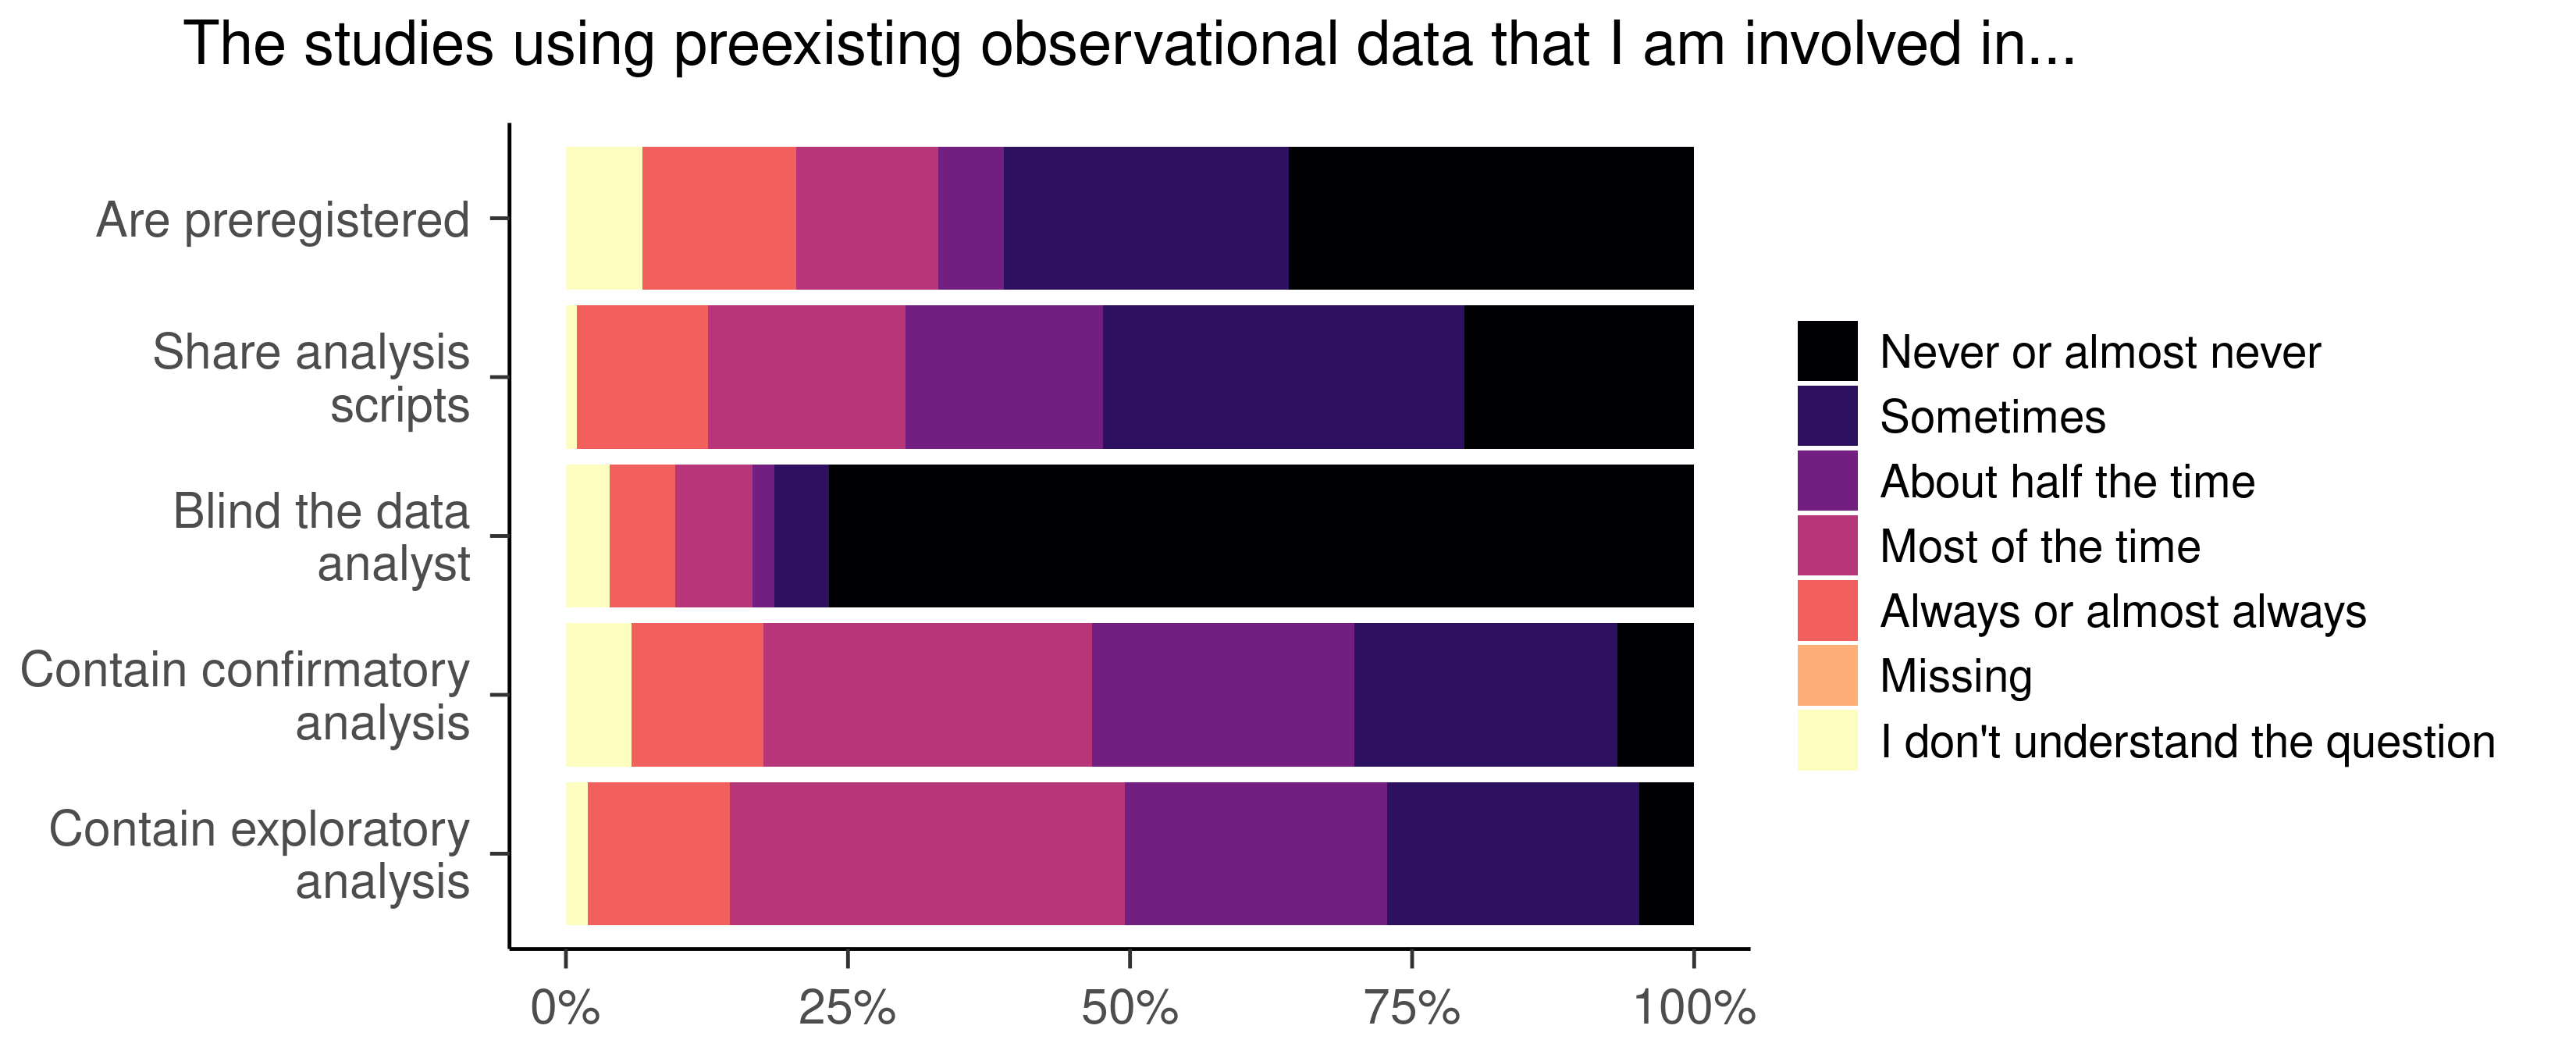 The studies using preexisting observational data that I am involved in...
Are preregistered
Share analysis
scripts
Blind the data
analyst
Contain confirmatory
analysis
Contain exploratory
analysis
0%
25%
50%
75%
100%
Never or almost never
Sometimes
About half the time
Most of the time
Always or almost always
Missing
I don't understand the question